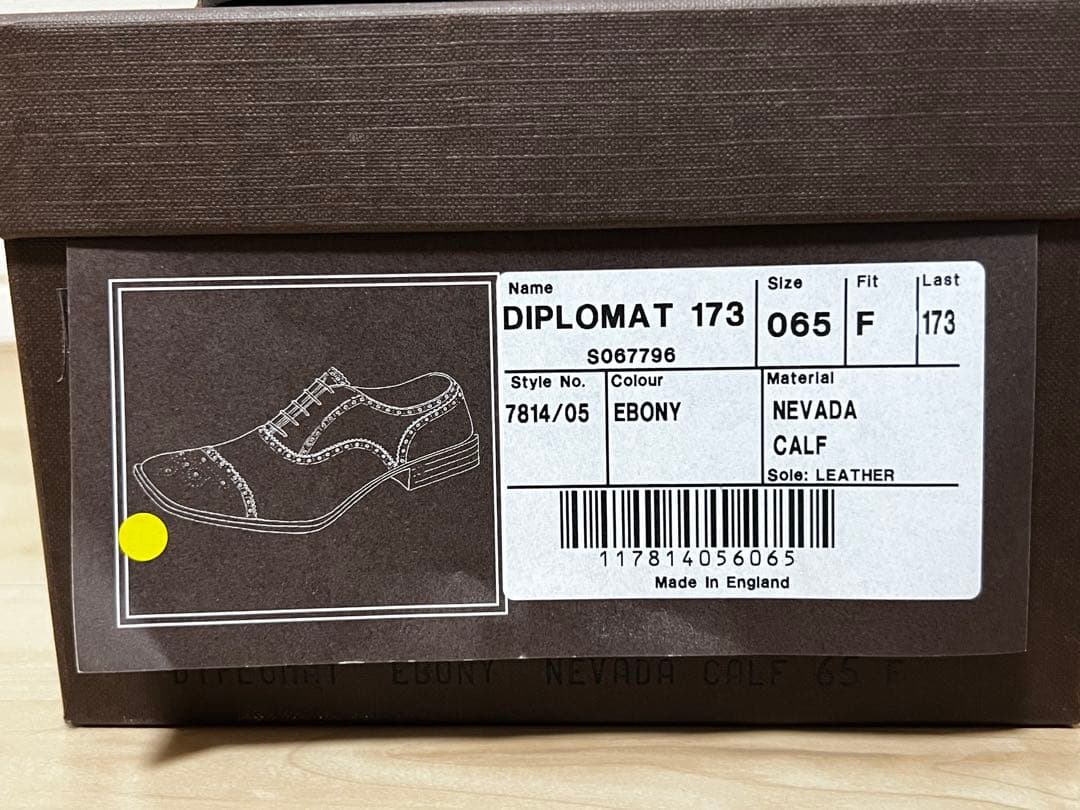 Name
DIPLOMAT 173
S067796
Size
065
Fit
F
Last
173
Style No.
7814/05
Colour
EBONY
Material
NEVADA
CALF
Sole: LEATHER
117814056065
Made In England
DIPLOMAT EBONY NEVADA CALF 65 F